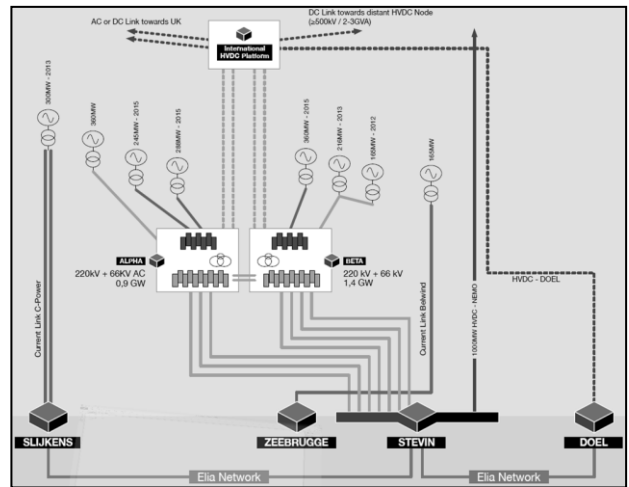 AC or DC Link towards UK
DC Link towards distant HVDC Node
(≥500kV / 2-3GVA)
International
HVDC Platform
300MW - 2013
360MW
245MW - 2015
288MW - 2015
360MW - 2015
216MW - 2013
165MW - 2012
165MW
ALPHA
220kV + 66KV AC
0,9 GW
BETA
220 kV + 66 kV
1,4 GW
HVDC - DOEL
Current Link C-Power
Current Link Belwind
1000MW HVDC - NEMO
SLIJKENS
ZEEBRUGGE
STEVIN
DOEL
Elia Network
Elia Network